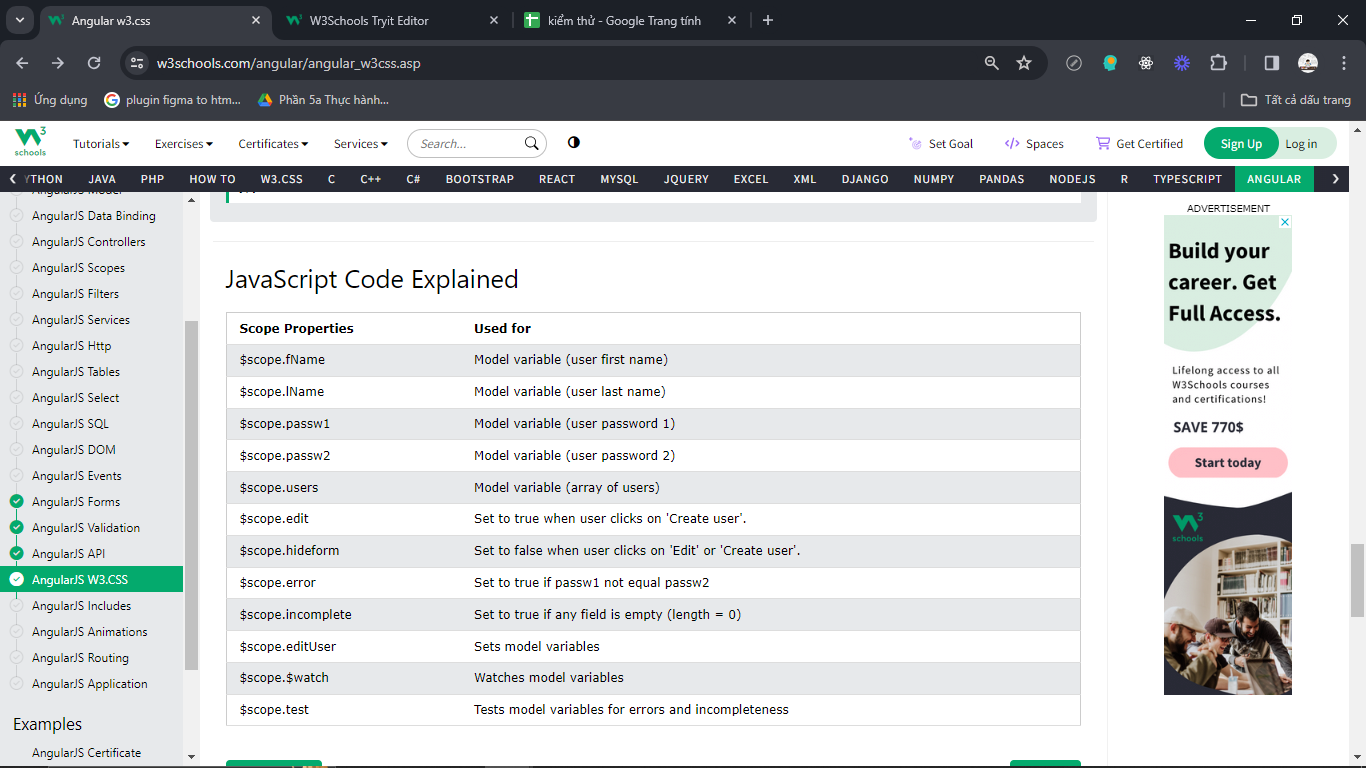 Angular w3.css
W3Schools Tryit Editor
kiểm thử - Google Trang tính
w3schools.com/angular/angular_w3css.asp
Ứng dụng
plugin figma to htm...
Phần 5a Thực hành...
Tất cả dấu trang
W3
schools
Tutorials
Exercises
Certificates
Services
Search...
Set Goal
Spaces
Get Certified
Sign Up
Log in
YTHON JAVA PHP HOW TO W3.CSS C C++ C# BOOTSTRAP REACT MYSQL JQUERY EXCEL XML DJANGO NUMPY PANDAS NODEJS R TYPESCRIPT ANGULAR
AngularJS Model
AngularJS Data Binding
AngularJS Controllers
AngularJS Scopes
AngularJS Filters
AngularJS Services
AngularJS Http
AngularJS Tables
AngularJS Select
AngularJS SQL
AngularJS DOM
AngularJS Events
AngularJS Forms
AngularJS Validation
AngularJS API
AngularJS W3.CSS
AngularJS Includes
AngularJS Animations
AngularJS Routing
AngularJS Application
Examples
AngularJS Certificate
JavaScript Code Explained
Scope Properties Used for
$scope.fName Model variable (user first name)
$scope.lName Model variable (user last name)
$scope.passw1 Model variable (user password 1)
$scope.passw2 Model variable (user password 2)
$scope.users Model variable (array of users)
$scope.edit Set to true when user clicks on 'Create user'.
$scope.hideform Set to false when user clicks on 'Edit' or 'Create user'.
$scope.error Set to true if passw1 not equal passw2
$scope.incomplete Set to true if any field is empty (length = 0)
$scope.editUser Sets model variables
$scope.$watch Watches model variables
$scope.test Tests model variables for errors and incompleteness
ADVERTISEMENT
Build your
career. Get
Full Access.
Lifelong access to all
W3Schools courses
and certifications!
SAVE 770$
Start today
W3
schools